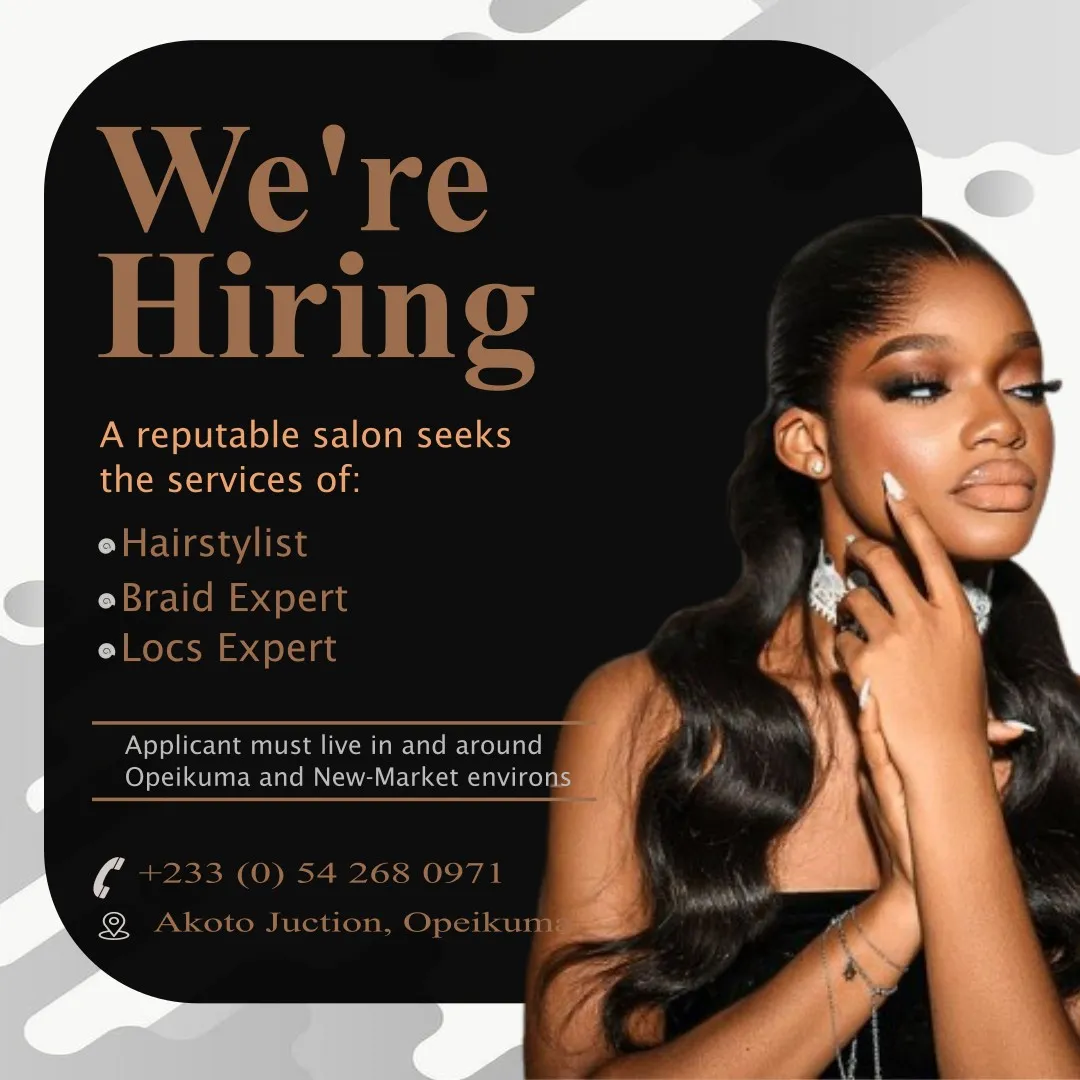 We're
Hiring
A reputable salon seeks
the services of:
Hairstylist
Braid Expert
Locs Expert
Applicant must live in and around
Opeikuma and New-Market environs
+233 (0) 54 268 0971
Akoto Juction, Opeikuma